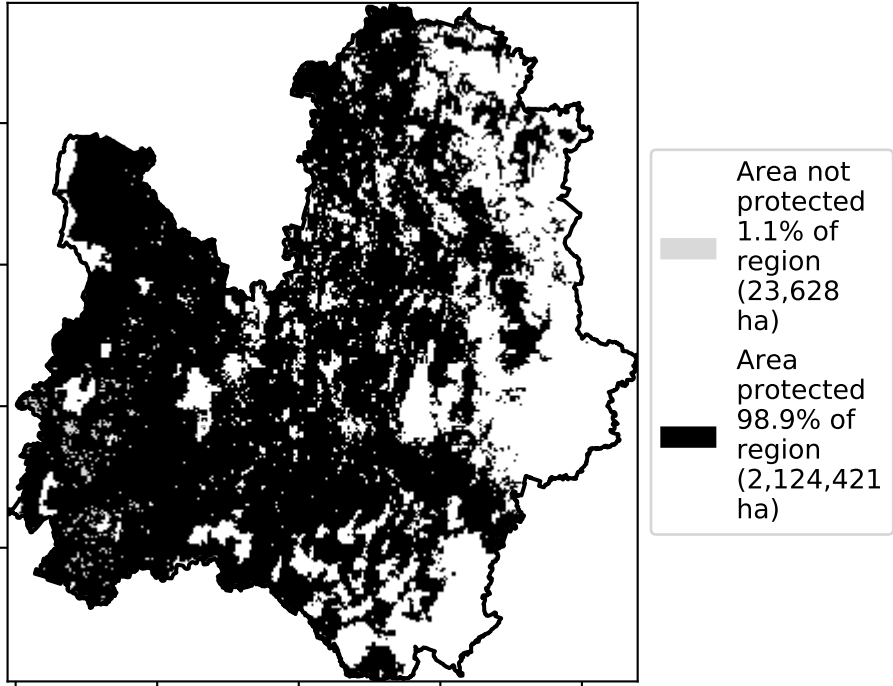 Area not
protected
1.1% of
region
(23,628
ha)
Area
protected
98.9% of
region
(2,124,421
ha)